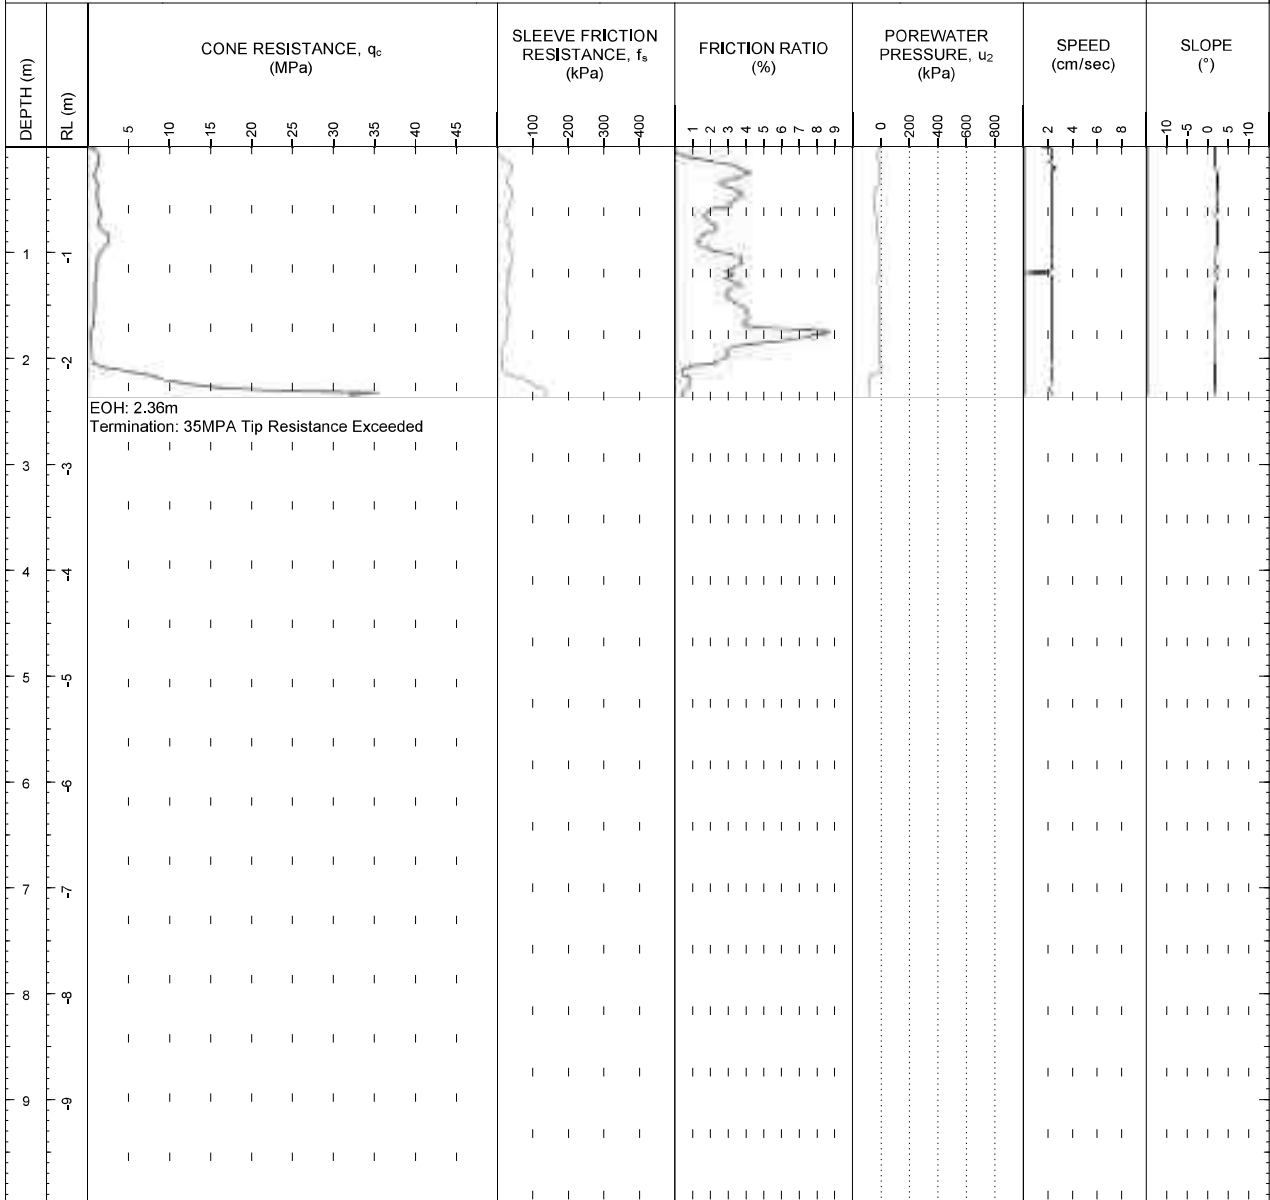 DEPTH (m)
RL (m)
CONE RESISTANCE, qc
(MPa)
SLEEVE FRICTION
RESISTANCE, fs
(kPa)
FRICTION RATIO
(%)
POREWATER
PRESSURE, u2
(kPa)
SPEED
(cm/sec)
SLOPE
(°)
5 10 15 20 25 30 35 40 45
100 200 300 400
1 2 3 4 5 6 7 8 9
0 200 400 600 800
2 4 6 8
-10 -5 0 5 10
1 -1
2 -2
EOH: 2.36m
Termination: 35MPA Tip Resistance Exceeded
3 -3
4 -4
5 -5
6 -6
7 -7
8 -8
9 -9